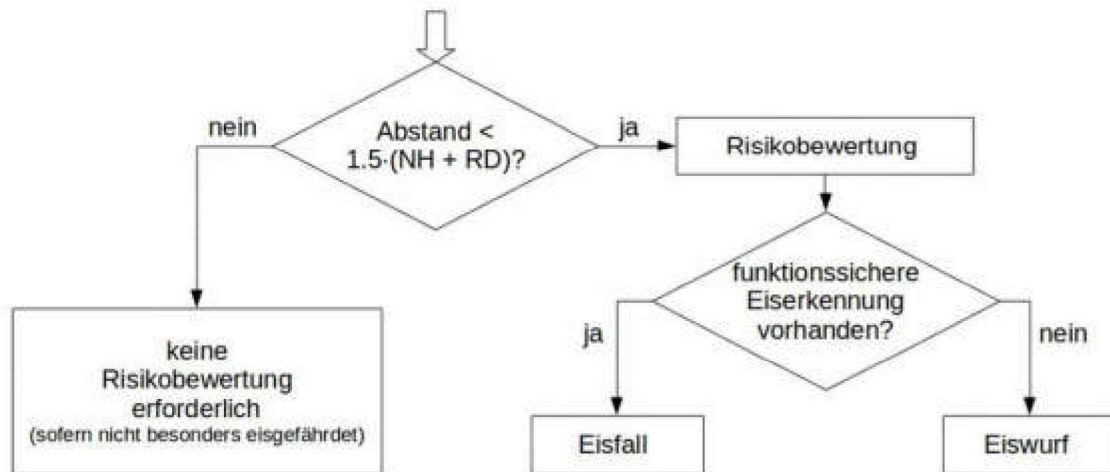 nein
Abstand <
1.5·(NH + RD)?
ja
Risikobewertung
funktionssichere
Eiserkennung
vorhanden?
ja
nein
keine
Risikobewertung
erforderlich
(sofern nicht besonders eisgefährdet)
Eisfall
Eiswurf